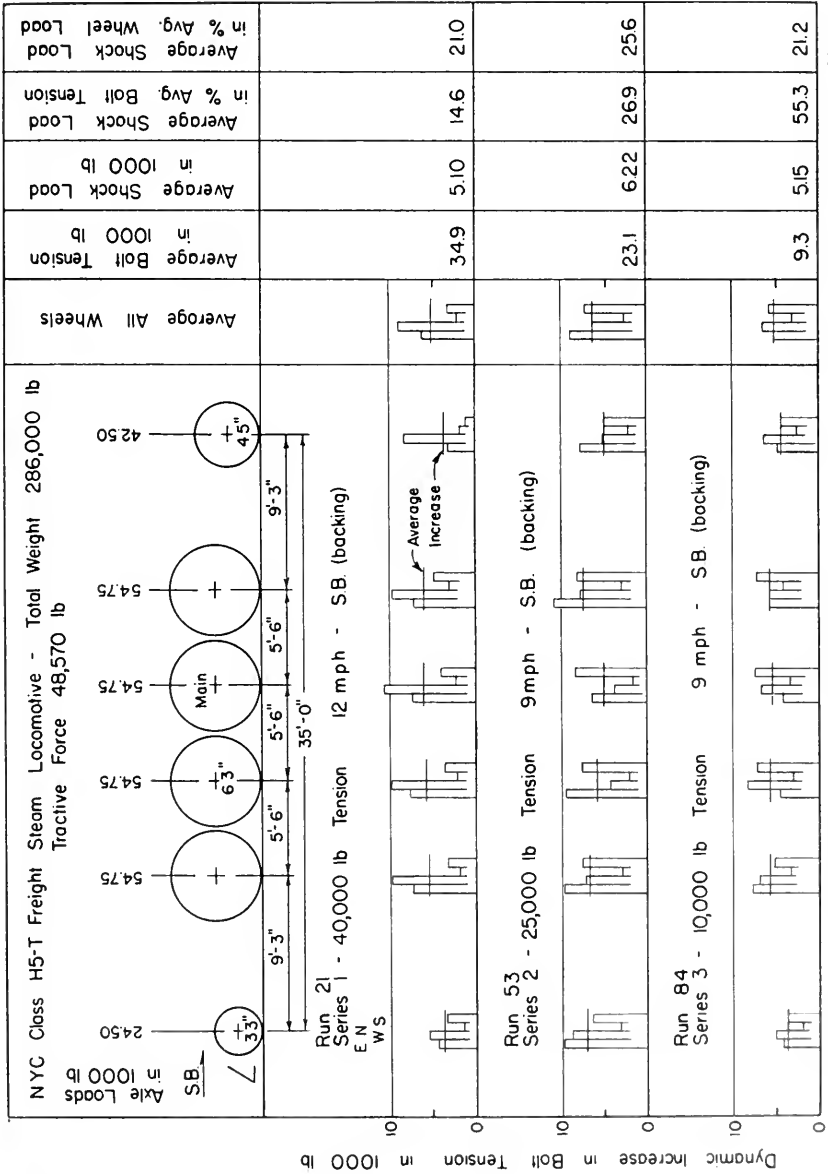 NYC Class H5-T Freight Steam Locomotive - Total Weight 286,000 lb
Tractive Force 48,570 lb
Axle Loads
in 1000 lb
S.B.
24.50
54.75
54.75
54.75
54.75
42.50
33"
63"
Main
45"
9'-3"
5'-6"
5'-6"
5'-6"
9'-3"
35'-0"
Average All Wheels
Average Bolt Tension
in 1000 lb
Average Shock Load
in 1000 lb
Average Shock Load
in % Avg. Bolt Tension
Average Shock Load
in % Avg. Wheel Load
Dynamic Increase in Bolt Tension in 1000 lb
Run 21
Series 1 - 40,000 lb Tension 12 mph - S.B. (backing)
E N
W S
Average
Increase
10
0
34.9
5.10
14.6
21.0
Run 53
Series 2 - 25,000 lb Tension 9 mph - S.B. (backing)
10
0
23.1
6.22
26.9
25.6
Run 84
Series 3 - 10,000 lb Tension 9 mph - S.B. (backing)
10
0
9.3
5.15
55.3
21.2